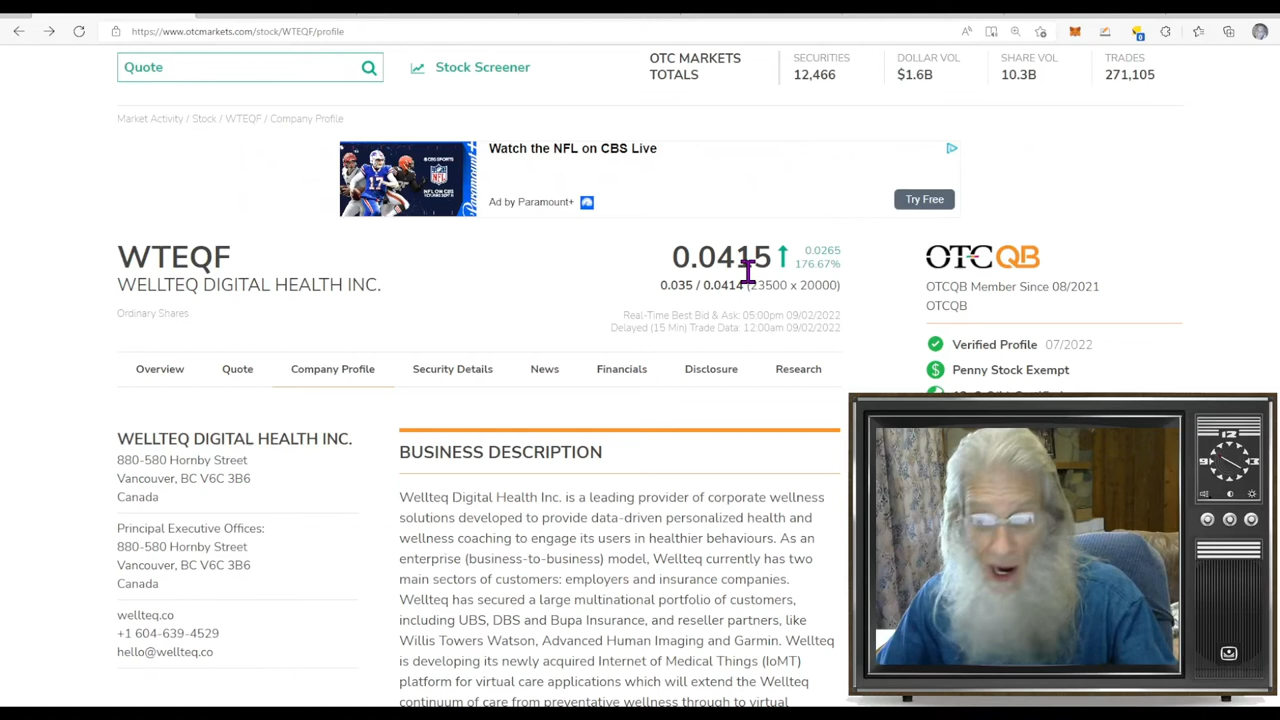 https://www.otcmarkets.com/stock/WTEQF/profile
Quote
Stock Screener
OTC MARKETS
TOTALS
SECURITIES
12,466
DOLLAR VOL
$1.6B
SHARE VOL
10.3B
TRADES
271,105
Market Activity / Stock / WTEQF / Company Profile
Watch the NFL on CBS Live
Ad by Paramount+
Try Free
WTEQF
WELLTEQ DIGITAL HEALTH INC.
Ordinary Shares
0.0415
0.0265
176.67%
0.035 / 0.0414 (23500 x 20000)
Real-Time Best Bid & Ask: 05:00pm 09/02/2022
Delayed (15 Min) Trade Data: 12:00am 09/02/2022
OTCQB
OTCQB Member Since 08/2021
OTCQB
Verified Profile 07/2022
Penny Stock Exempt
Overview
Quote
Company Profile
Security Details
News
Financials
Disclosure
Research
WELLTEQ DIGITAL HEALTH INC.
880-580 Hornby Street
Vancouver, BC V6C 3B6
Canada
Principal Executive Offices:
880-580 Hornby Street
Vancouver, BC V6C 3B6
Canada
wellteq.co
+1 604-639-4529
hello@wellteq.co
BUSINESS DESCRIPTION
Wellteq Digital Health Inc. is a leading provider of corporate wellness
solutions developed to provide data-driven personalized health and
wellness coaching to engage its users in healthier behaviours. As an
enterprise (business-to-business) model, Wellteq currently has two
main sectors of customers: employers and insurance companies.
Wellteq has secured a large multinational portfolio of customers,
including UBS, DBS and Bupa Insurance, and reseller partners, like
Willis Towers Watson, Advanced Human Imaging and Garmin. Wellteq
is developing its newly acquired Internet of Medical Things (IoMT)
platform for virtual care applications which will extend the Wellteq
continuum of care from preventative wellness through to virtual
12
9
3